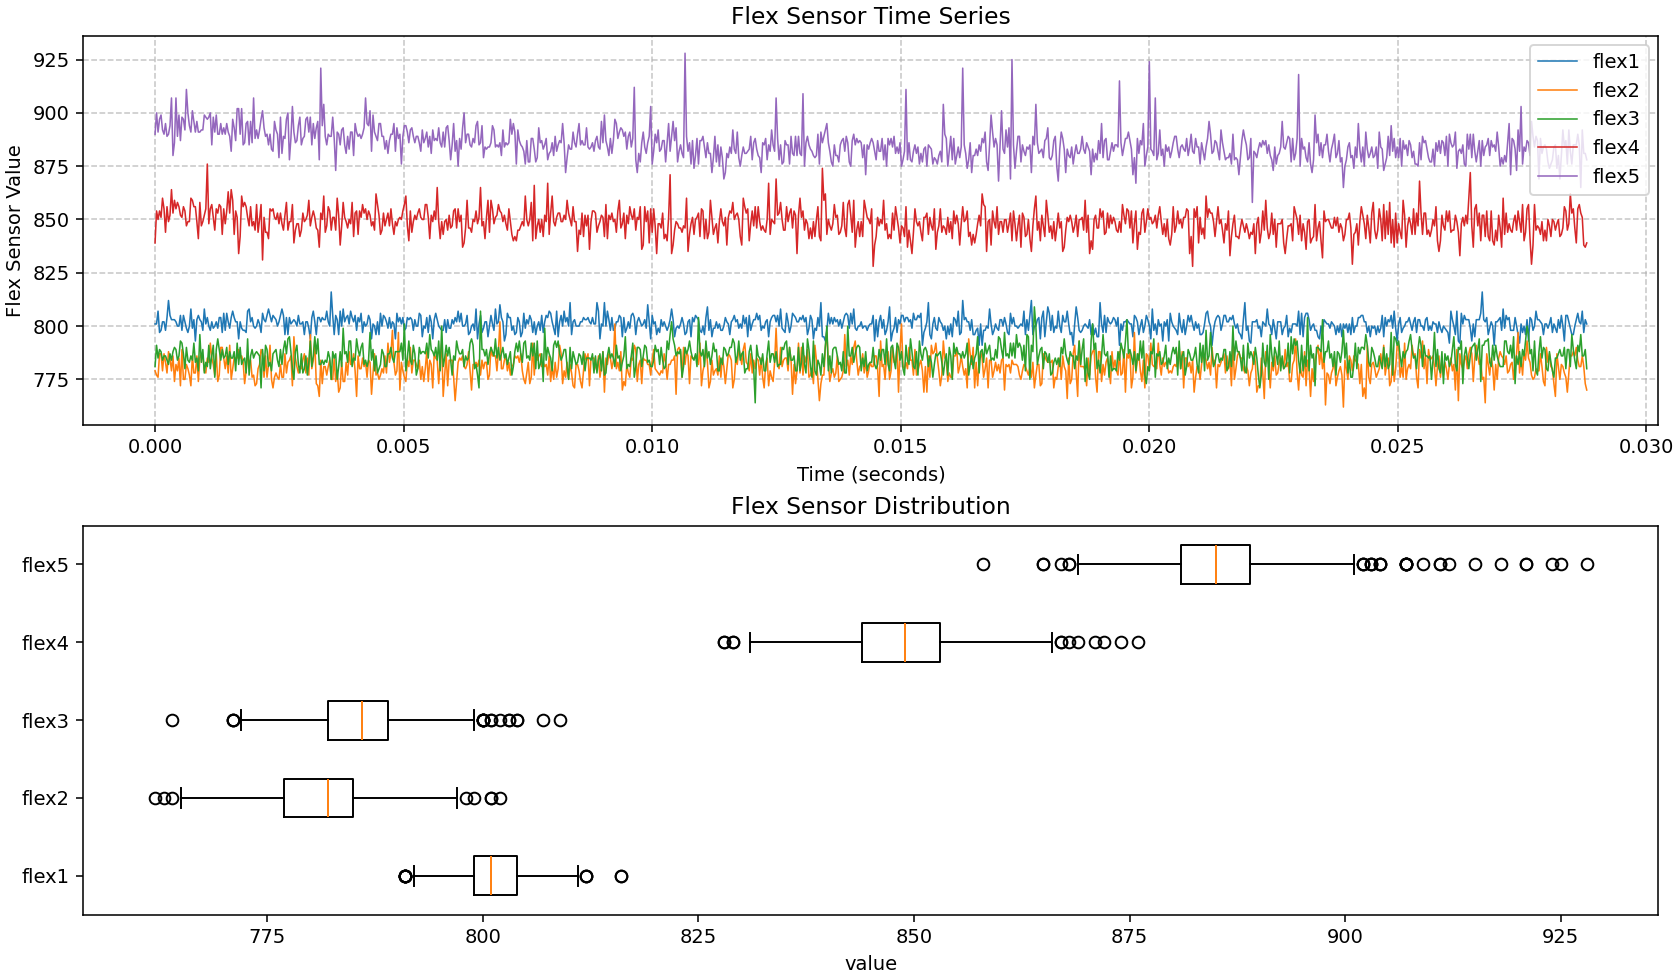 Flex Sensor Time Series
Flex Sensor Value
925
900
875
850
825
800
775
flex1
flex2
flex3
flex4
flex5
0.000 0.005 0.010 0.015 0.020 0.025 0.030
Time (seconds)
Flex Sensor Distribution
flex5
flex4
flex3
flex2
flex1
775 800 825 850 875 900 925
value